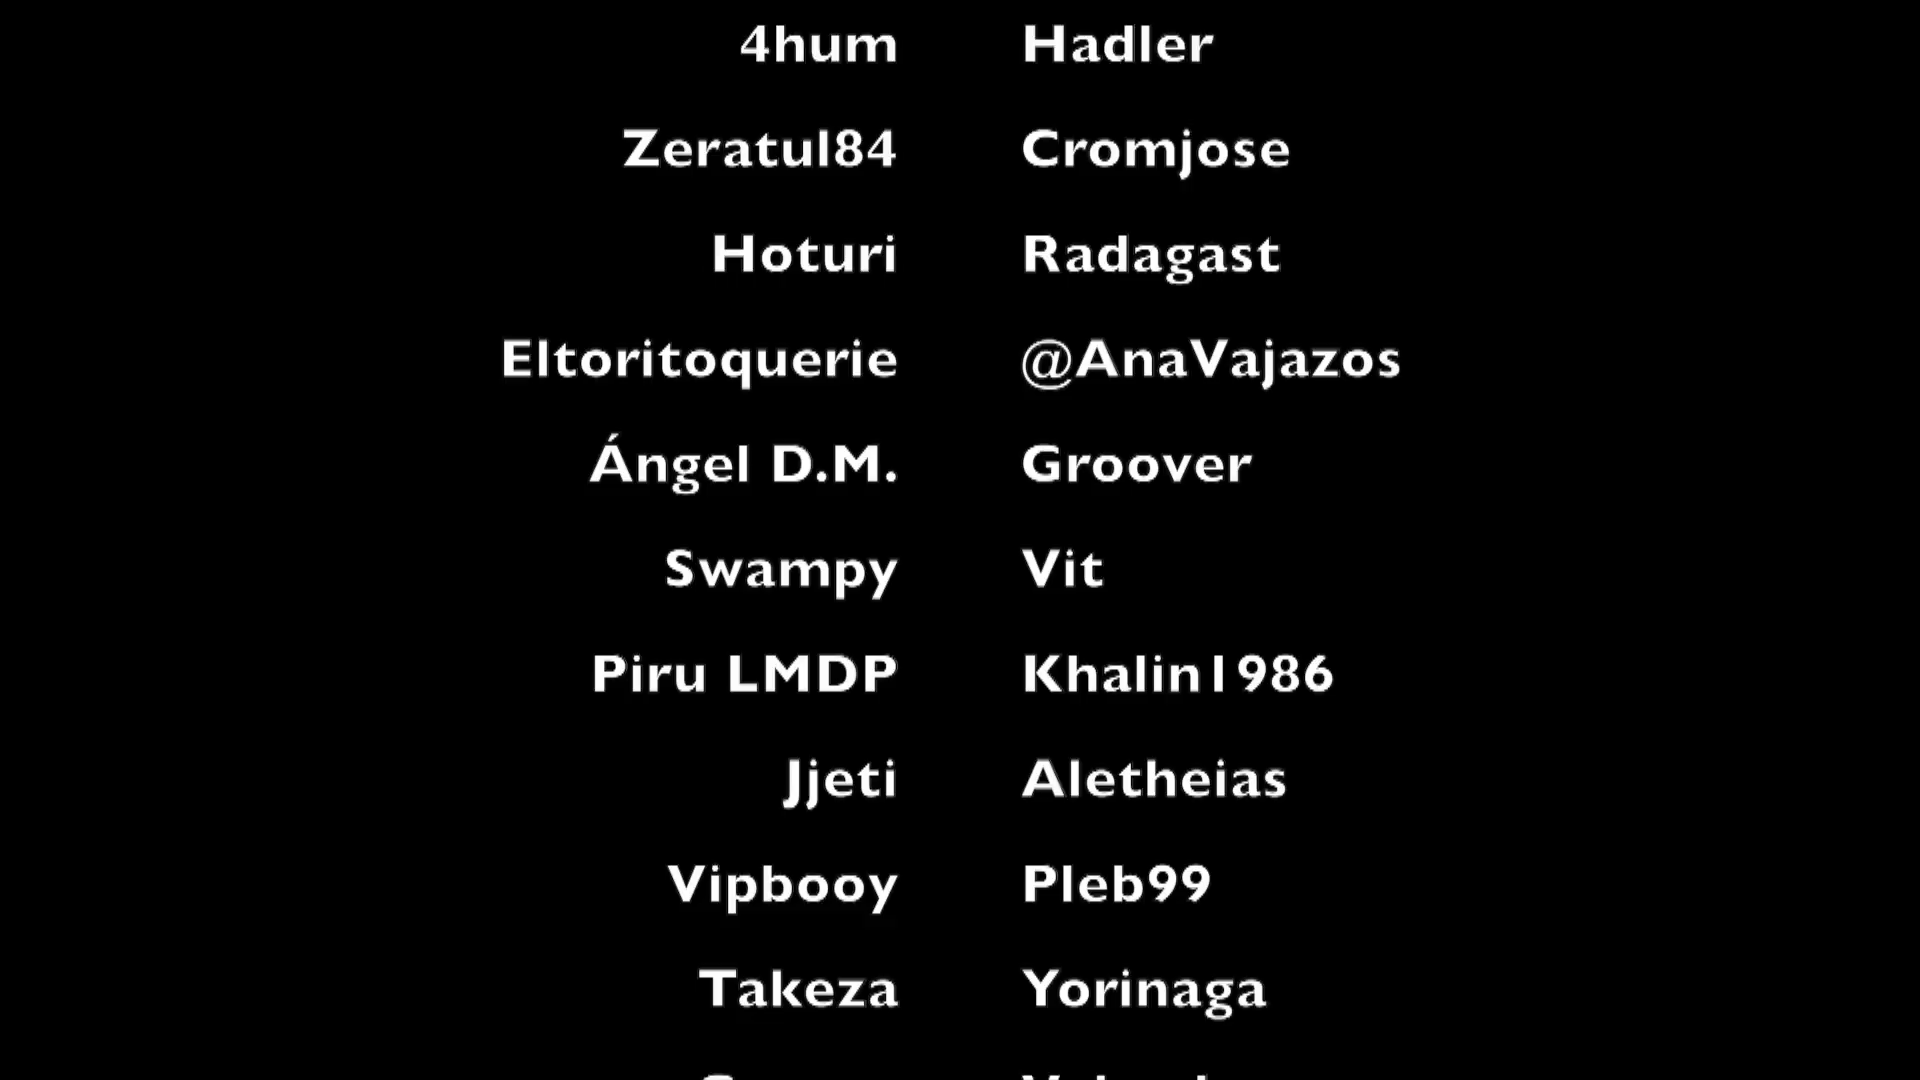 4hum Hadler
Zeratul84 Cromjose
Hoturi Radagast
Eltoritoquerie @AnaVajazos
Ángel D.M. Groover
Swampy Vit
Piru LMDP Khalin1986
Jjeti Aletheias
Vipbooy Pleb99
Takeza Yorinaga